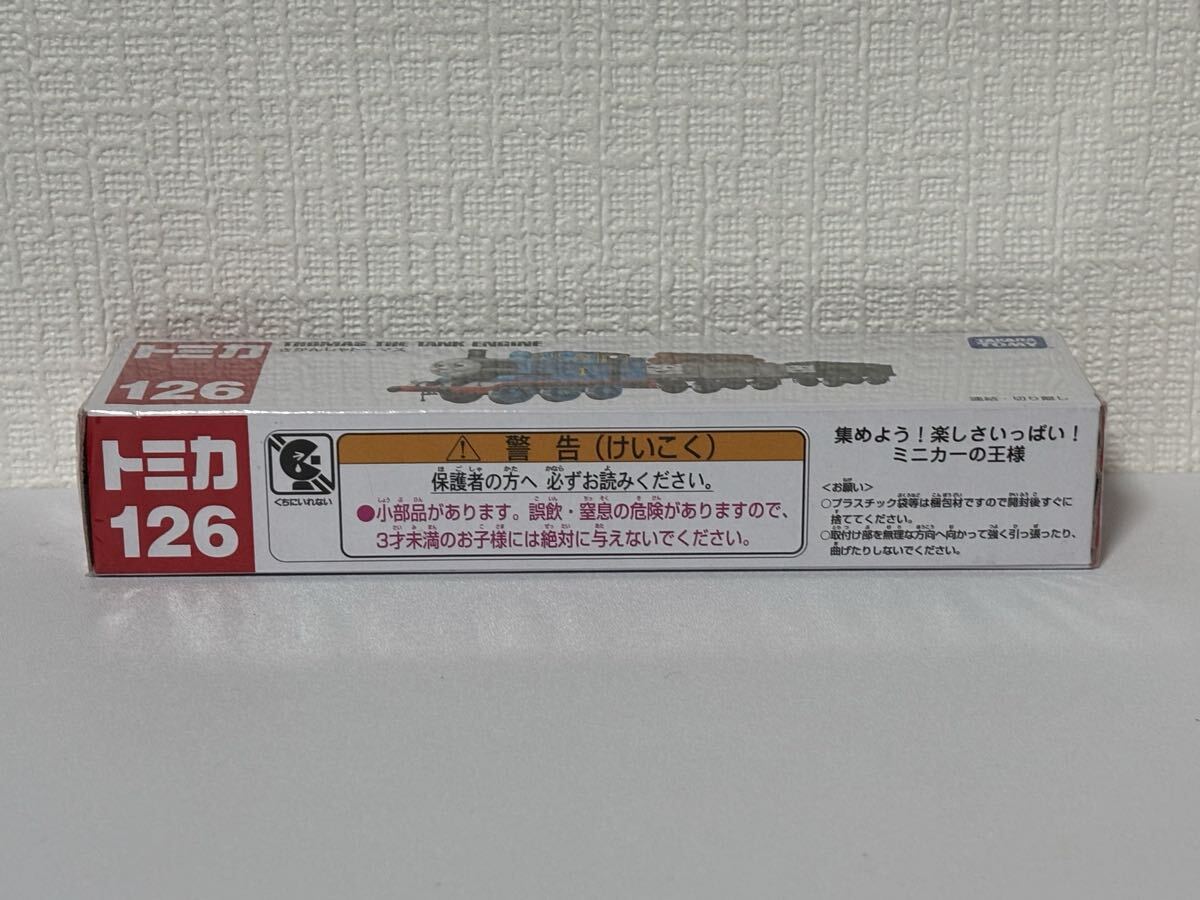 トミカ
126
THOMAS THE TANK ENGINE
きかんしゃトーマス
TAKARA
TOMY
連結・切り離し
トミカ
126
くちにいれない
警告(けいこく)
保護者の方へ 必ずお読みください。
●小部品があります。誤飲・窒息の危険がありますので、
3才未満のお子様には絶対に与えないでください。
集めよう!楽しさいっぱい!
ミニカーの王様
<お願い>
○プラスチック袋等は梱包材ですので開封後すぐに
捨ててください。
○取付け部を無理な方向へ向かって強く引っ張ったり、
曲げたりしないでください。